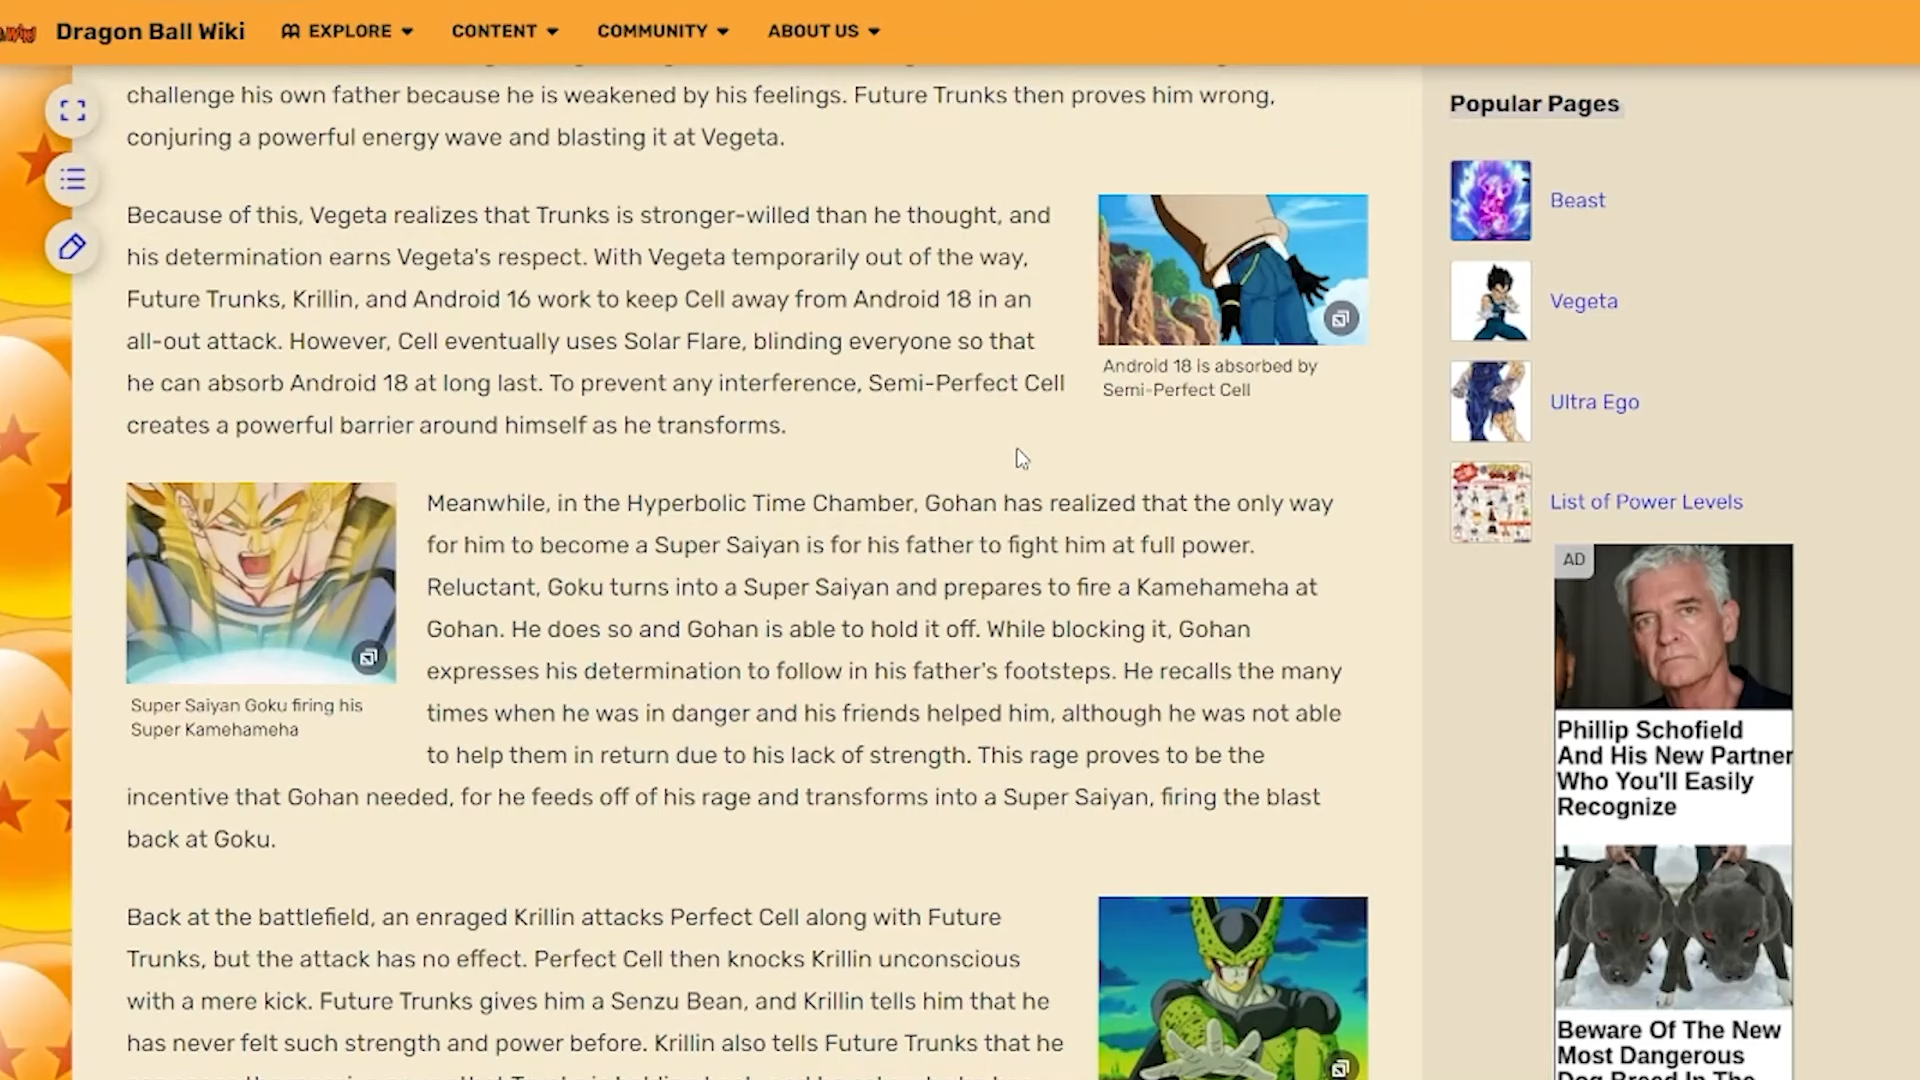 Dragon Ball Wiki
EXPLORE
CONTENT
COMMUNITY
ABOUT US
challenge his own father because he is weakened by his feelings. Future Trunks then proves him wrong,
conjuring a powerful energy wave and blasting it at Vegeta.
Because of this, Vegeta realizes that Trunks is stronger-willed than he thought, and
his determination earns Vegeta's respect. With Vegeta temporarily out of the way,
Future Trunks, Krillin, and Android 16 work to keep Cell away from Android 18 in an
all-out attack. However, Cell eventually uses Solar Flare, blinding everyone so that
he can absorb Android 18 at long last. To prevent any interference, Semi-Perfect Cell
creates a powerful barrier around himself as he transforms.
Android 18 is absorbed by
Semi-Perfect Cell
Meanwhile, in the Hyperbolic Time Chamber, Gohan has realized that the only way
for him to become a Super Saiyan is for his father to fight him at full power.
Reluctant, Goku turns into a Super Saiyan and prepares to fire a Kamehameha at
Gohan. He does so and Gohan is able to hold it off. While blocking it, Gohan
expresses his determination to follow in his father's footsteps. He recalls the many
times when he was in danger and his friends helped him, although he was not able
to help them in return due to his lack of strength. This rage proves to be the
incentive that Gohan needed, for he feeds off of his rage and transforms into a Super Saiyan, firing the blast
back at Goku.
Super Saiyan Goku firing his
Super Kamehameha
Back at the battlefield, an enraged Krillin attacks Perfect Cell along with Future
Trunks, but the attack has no effect. Perfect Cell then knocks Krillin unconscious
with a mere kick. Future Trunks gives him a Senzu Bean, and Krillin tells him that he
has never felt such strength and power before. Krillin also tells Future Trunks that he
Popular Pages
Beast
Vegeta
Ultra Ego
List of Power Levels
AD
Phillip Schofield
And His New Partner
Who You'll Easily
Recognize
Beware Of The New
Most Dangerous
Dog Breed In The